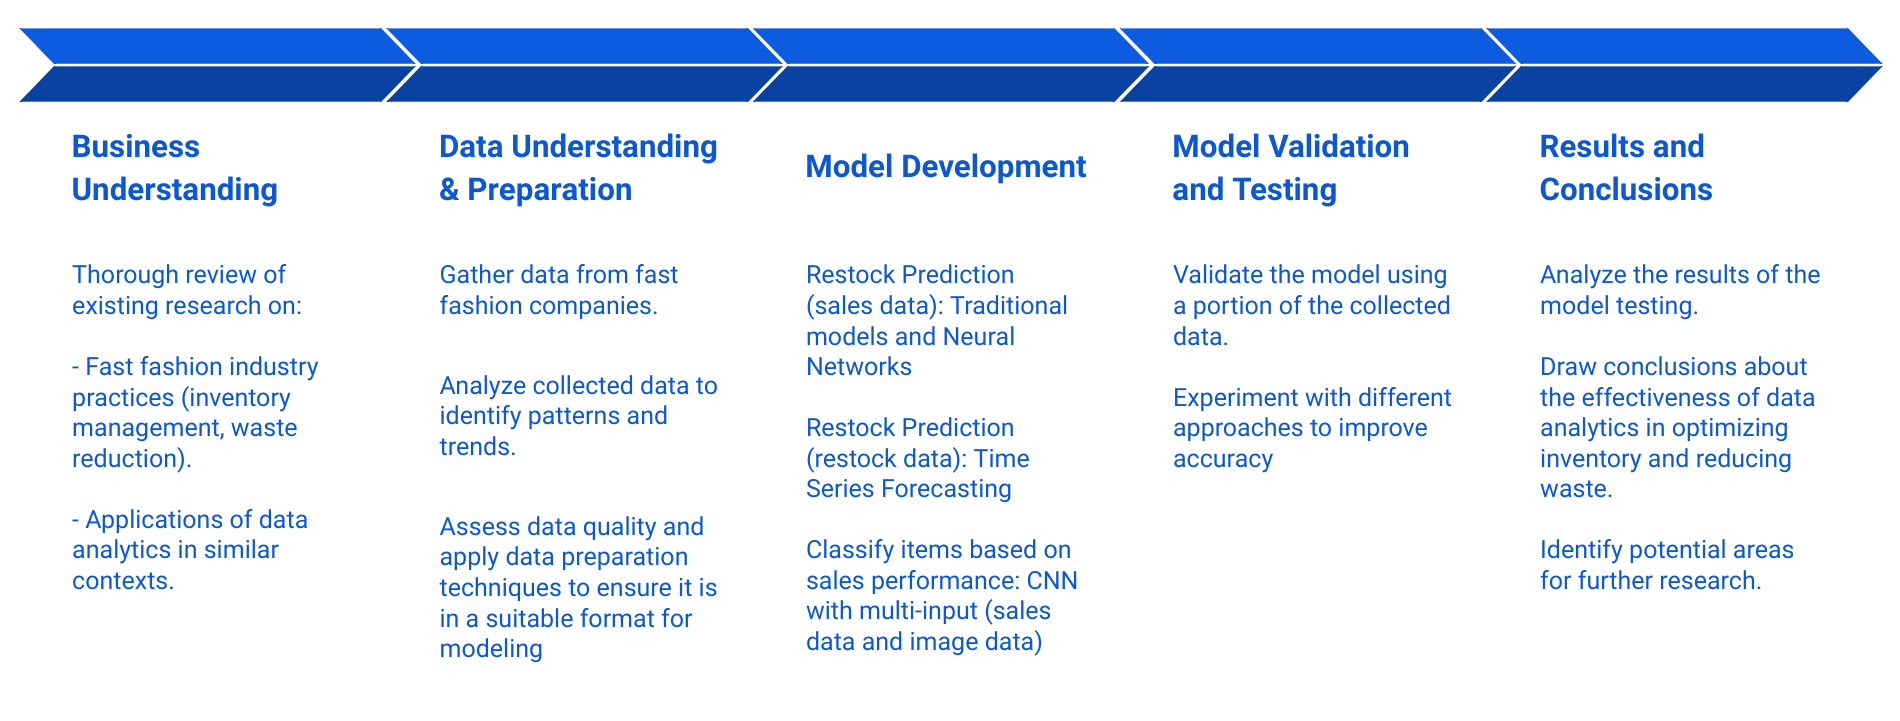 Business
Understanding
Thorough review of
existing research on:
- Fast fashion industry
practices (inventory
management, waste
reduction).
- Applications of data
analytics in similar
contexts.
Data Understanding
& Preparation
Gather data from fast
fashion companies.
Analyze collected data to
identify patterns and
trends.
Assess data quality and
apply data preparation
techniques to ensure it is
in a suitable format for
modeling
Model Development
Restock Prediction
(sales data): Traditional
models and Neural
Networks
Restock Prediction
(restock data): Time
Series Forecasting
Classify items based on
sales performance: CNN
with multi-input (sales
data and image data)
Model Validation
and Testing
Validate the model using
a portion of the collected
data.
Experiment with different
approaches to improve
accuracy
Results and
Conclusions
Analyze the results of the
model testing.
Draw conclusions about
the effectiveness of data
analytics in optimizing
inventory and reducing
waste.
Identify potential areas
for further research.